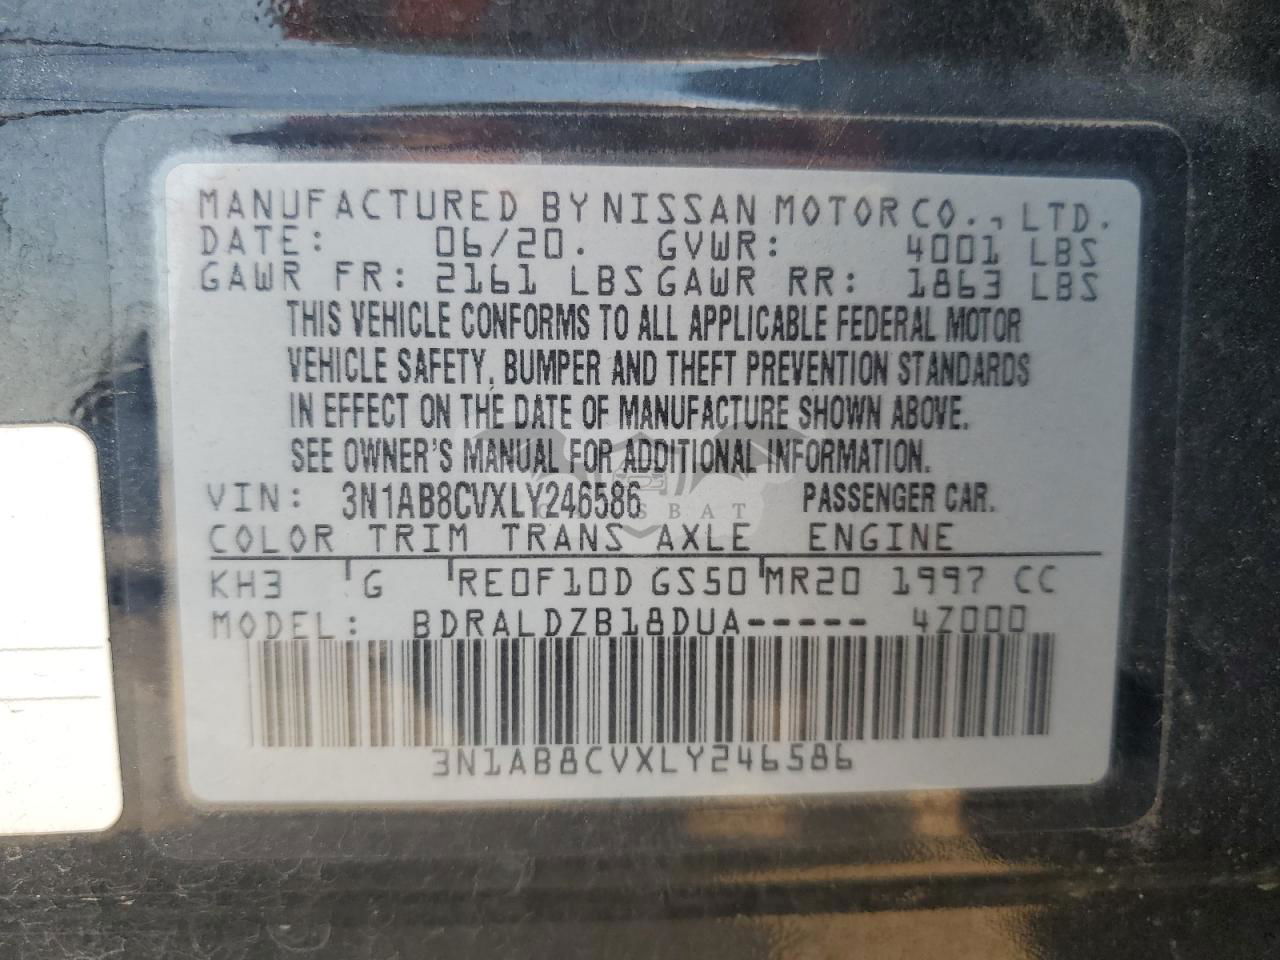 MANUFACTURED BY NISSAN MOTOR CO., LTD.
DATE: 06/20. GVWR: 4001 LBS
GAWR FR: 2161 LBS GAWR RR: 1863 LBS
THIS VEHICLE CONFORMS TO ALL APPLICABLE FEDERAL MOTOR
VEHICLE SAFETY, BUMPER AND THEFT PREVENTION STANDARDS
IN EFFECT ON THE DATE OF MANUFACTURE SHOWN ABOVE.
SEE OWNER'S MANUAL FOR ADDITIONAL INFORMATION.
VIN: 3N1AB8CVXLY246586 PASSENGER CAR.
COLOR TRIM TRANS AXLE ENGINE
KH3 G RE0F10D GS50 MR20 1997 CC
MODEL: BDRALDZB18DUA----- 4Z000
3N1AB8CVXLY246586